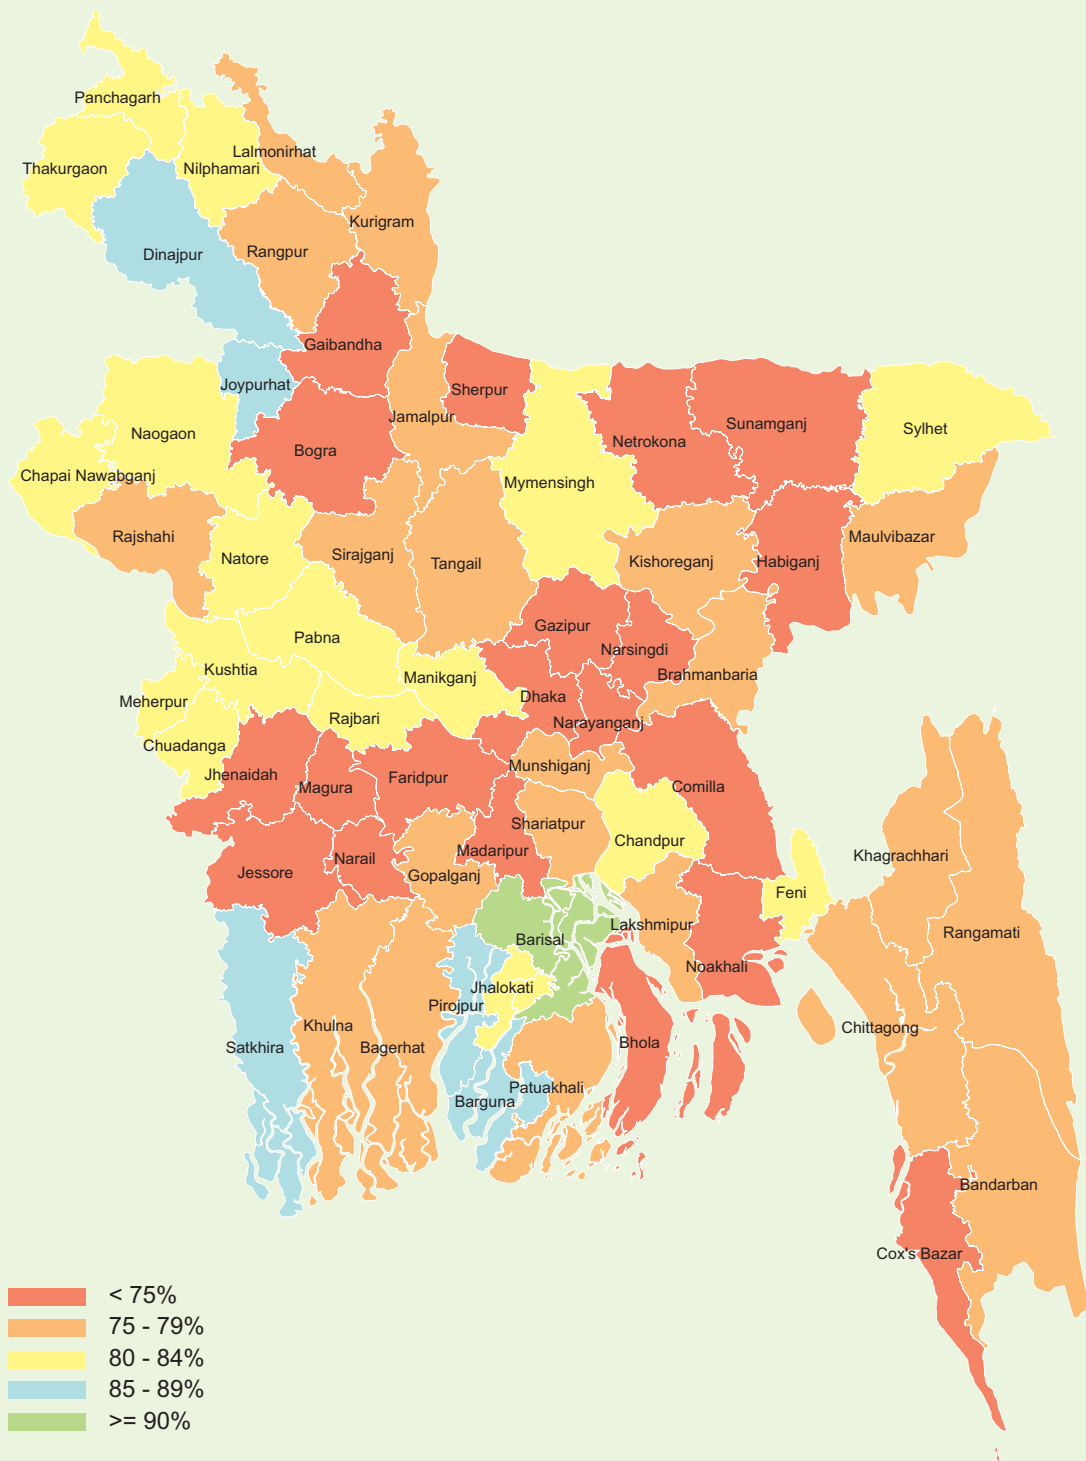 Panchagarh
Lalmonirhat
Thakurgaon
Nilphamari
Kurigram
Rangpur
Dinajpur
Gaibandha
Joypurhat
Sherpur
Jamalpur
Sunamganj
Sylhet
Naogaon
Netrokona
Bogra
Chapai Nawabganj
Mymensingh
Rajshahi
Maulvibazar
Sirajganj
Natore
Tangail
Kishoreganj
Habiganj
Gazipur
Pabna
Narsingdi
Kushtia
Manikganj
Brahmanbaria
Meherpur
Dhaka
Rajbari
Narayanganj
Chuadanga
Munshiganj
Jhenaidah
Faridpur
Magura
Comilla
Shariatpur
Chandpur
Madaripur
Khagrachhari
Narail
Jessore
Gopalganj
Feni
Lakshmipur
Rangamati
Barisal
Noakhali
Jhalokati
Pirojpur
Khulna
Chittagong
Bhola
Satkhira
Bagerhat
Patuakhali
Barguna
Bandarban
Cox's Bazar
< 75%
75 - 79%
80 - 84%
85 - 89%
>= 90%